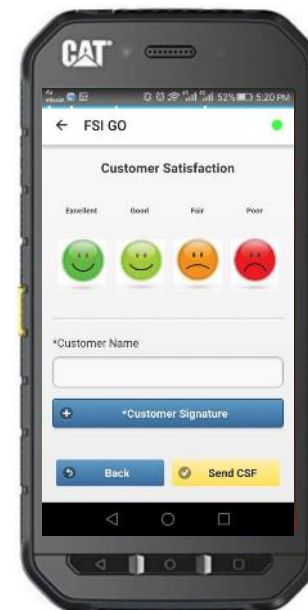 CAT
52% 5:20 PM
FSI GO
Customer Satisfaction
Excellent Good Fair Poor
*Customer Name
*Customer Signature
Back Send CSF